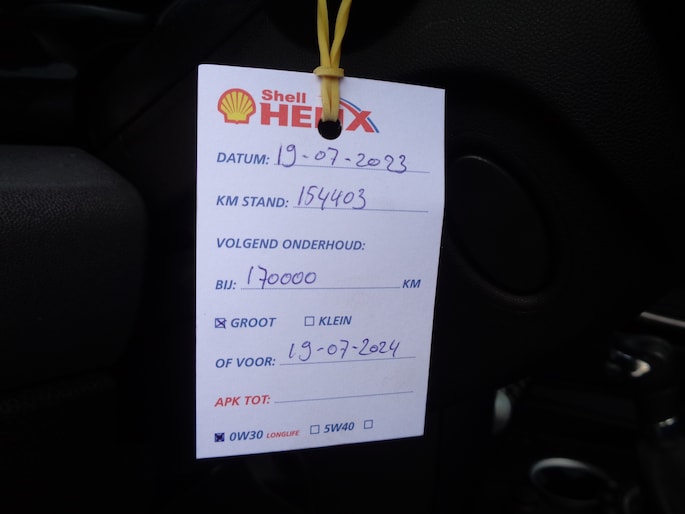 Shell
HELIX
DATUM: 19-07-2023
KM STAND: 154403
VOLGEND ONDERHOUD:
BIJ: 170000 KM
☒ GROOT ☐ KLEIN
OF VOOR: 19-07-2024
APK TOT:
☒ 0W30 LONGLIFE ☐ 5W40 ☐